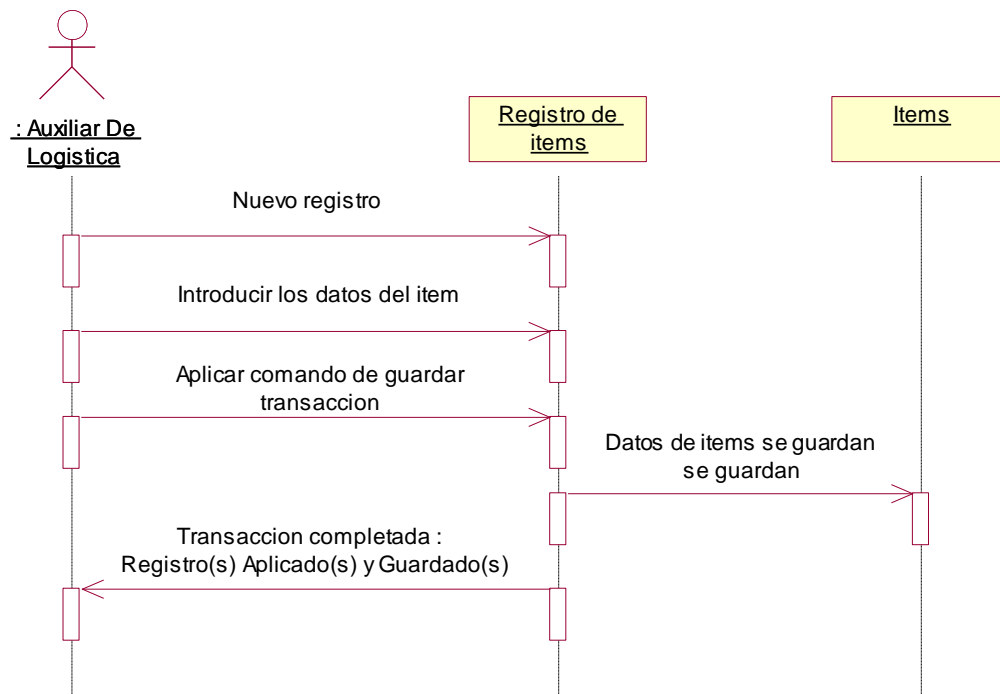 : Auxiliar De
Logistica
Registro de
items
Items
Nuevo registro
Introducir los datos del item
Aplicar comando de guardar
transaccion
Datos de items se guardan
se guardan
Transaccion completada :
Registro(s) Aplicado(s) y Guardado(s)